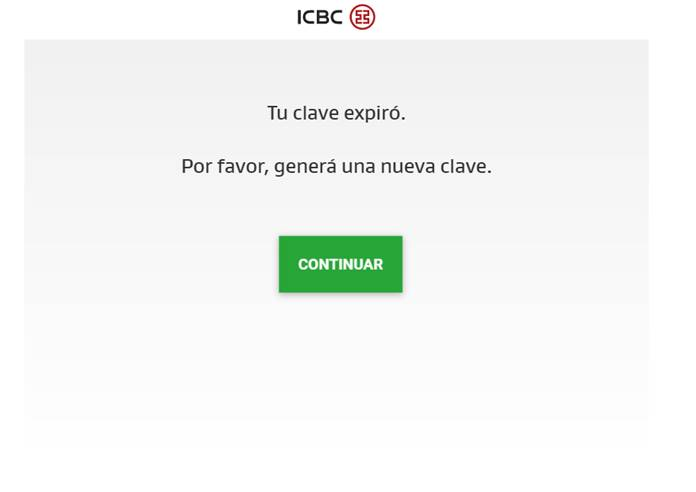 ICBC
Tu clave expiró.
Por favor, generá una nueva clave.
CONTINUAR